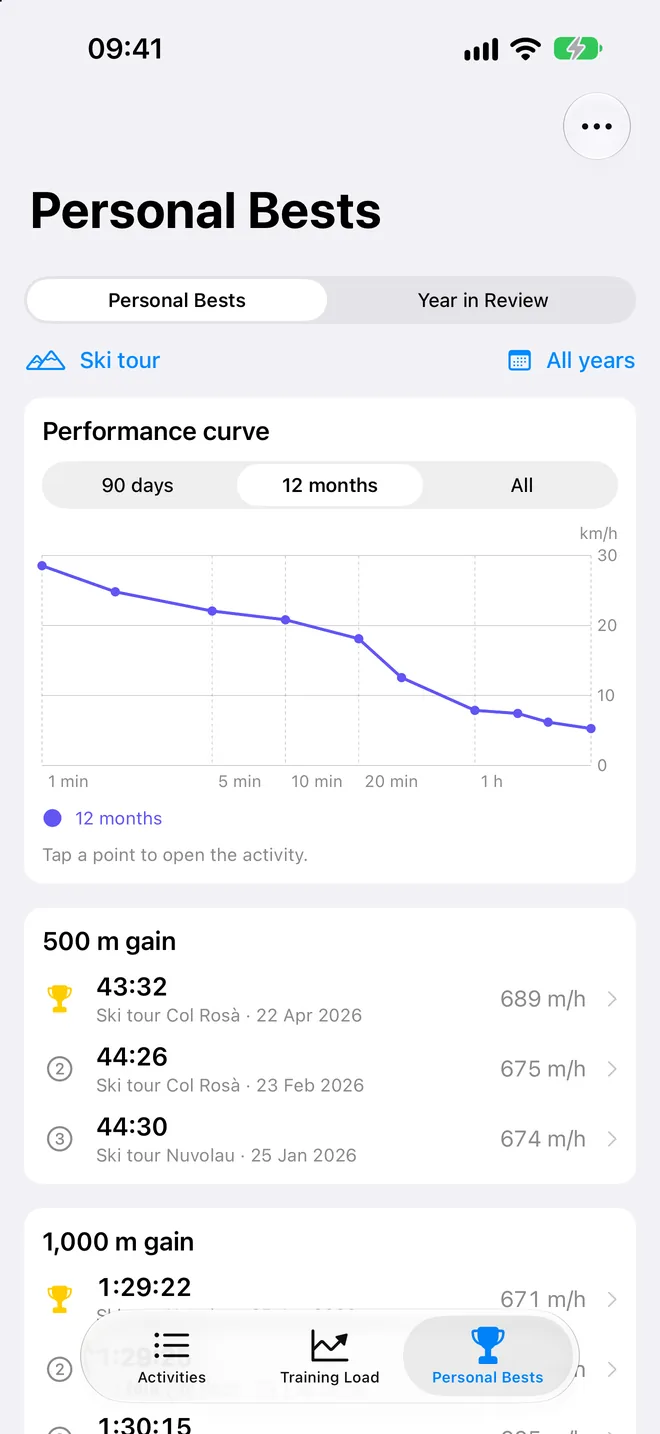 09:41
Personal Bests
Personal Bests Year in Review
Ski tour All years
Performance curve
90 days 12 months All
km/h
30
20
10
0
1 min 5 min 10 min 20 min 1 h
12 months
Tap a point to open the activity.
500 m gain
43:32
Ski tour Col Rosà · 22 Apr 2026
689 m/h
2
44:26
Ski tour Col Rosà · 23 Feb 2026
675 m/h
3
44:30
Ski tour Nuvolau · 25 Jan 2026
674 m/h
1,000 m gain
1:29:22
671 m/h
2
1:30:15
Activities Training Load Personal Bests